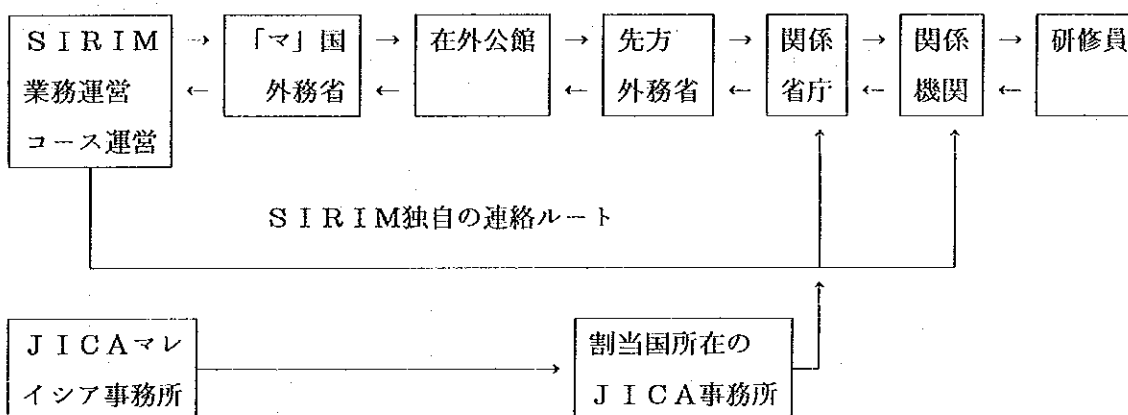 ＳＩＲＩＭ → 「マ」国 → 在外公館 → 先方 → 関係 → 関係 → 研修員
業務運営 ← 外務省 ← ← 外務省 ← 省庁 ← 機関 ←
コース運営
ＳＩＲＩＭ独自の連絡ルート
ＪＩＣＡマレ 割当国所在の
イシア事務所 ＪＩＣＡ事務所